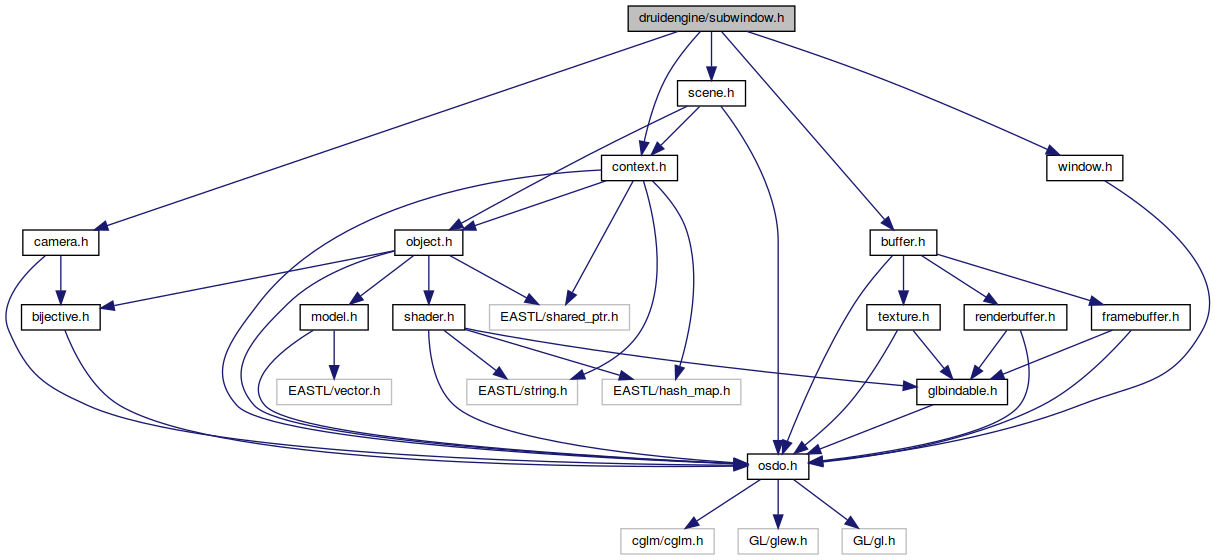 druidengine/subwindow.h
scene.h
context.h
window.h
camera.h
object.h
buffer.h
bijective.h
model.h
shader.h
EASTL/shared_ptr.h
texture.h
renderbuffer.h
framebuffer.h
EASTL/vector.h
EASTL/string.h
EASTL/hash_map.h
glbindable.h
osdo.h
cglm/cglm.h
GL/glew.h
GL/gl.h